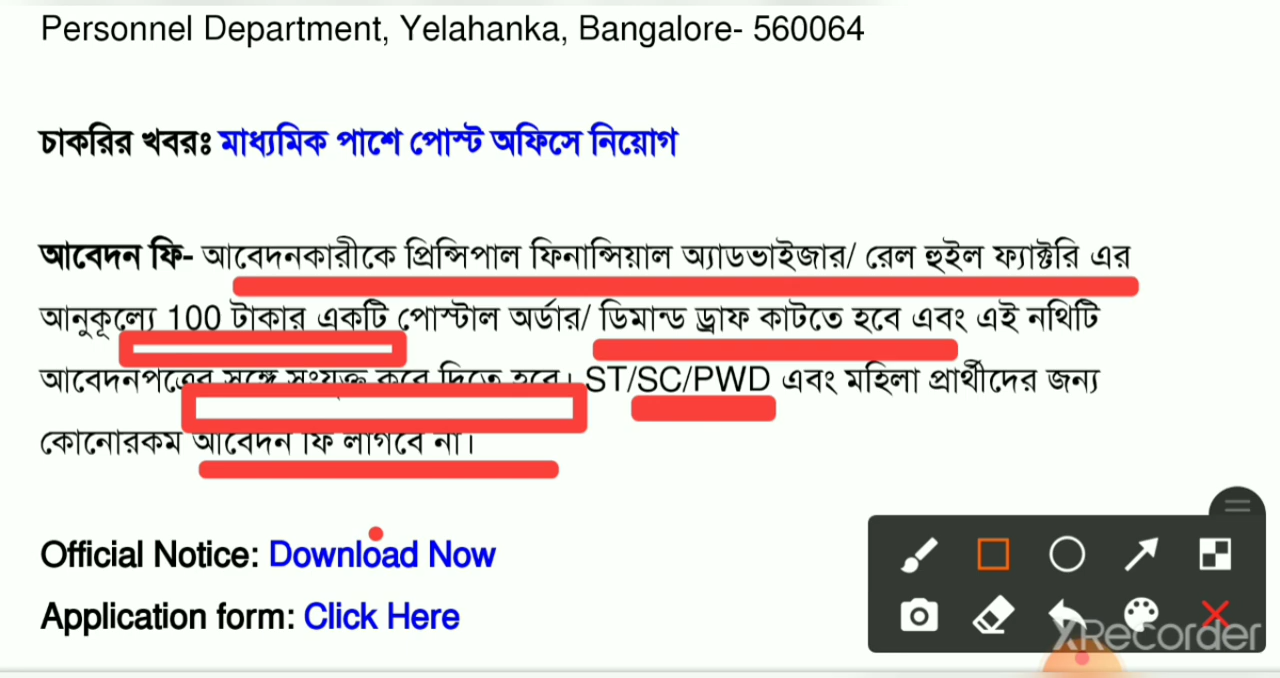 Personnel Department, Yelahanka, Bangalore- 560064
চাকরির খবরঃ মাধ্যমিক পাশে পোস্ট অফিসে নিয়োগ
আবেদন ফি- আবেদনকারীকে প্রিন্সিপাল ফিনান্সিয়াল অ্যাডভাইজার/ রেল হুইল ফ্যাক্টরি এর
আনুকূল্যে 100 টাকার একটি পোস্টাল অর্ডার/ ডিমান্ড ড্রাফ কাটতে হবে এবং এই নথিটি
আবেদনপত্রের সঙ্গে সংযুক্ত করে দিতে হবে। ST/SC/PWD এবং মহিলা প্রার্থীদের জন্য
কোনোরকম আবেদন ফি লাগবে না।
Official Notice: Download Now
Application form: Click Here
XRecorder